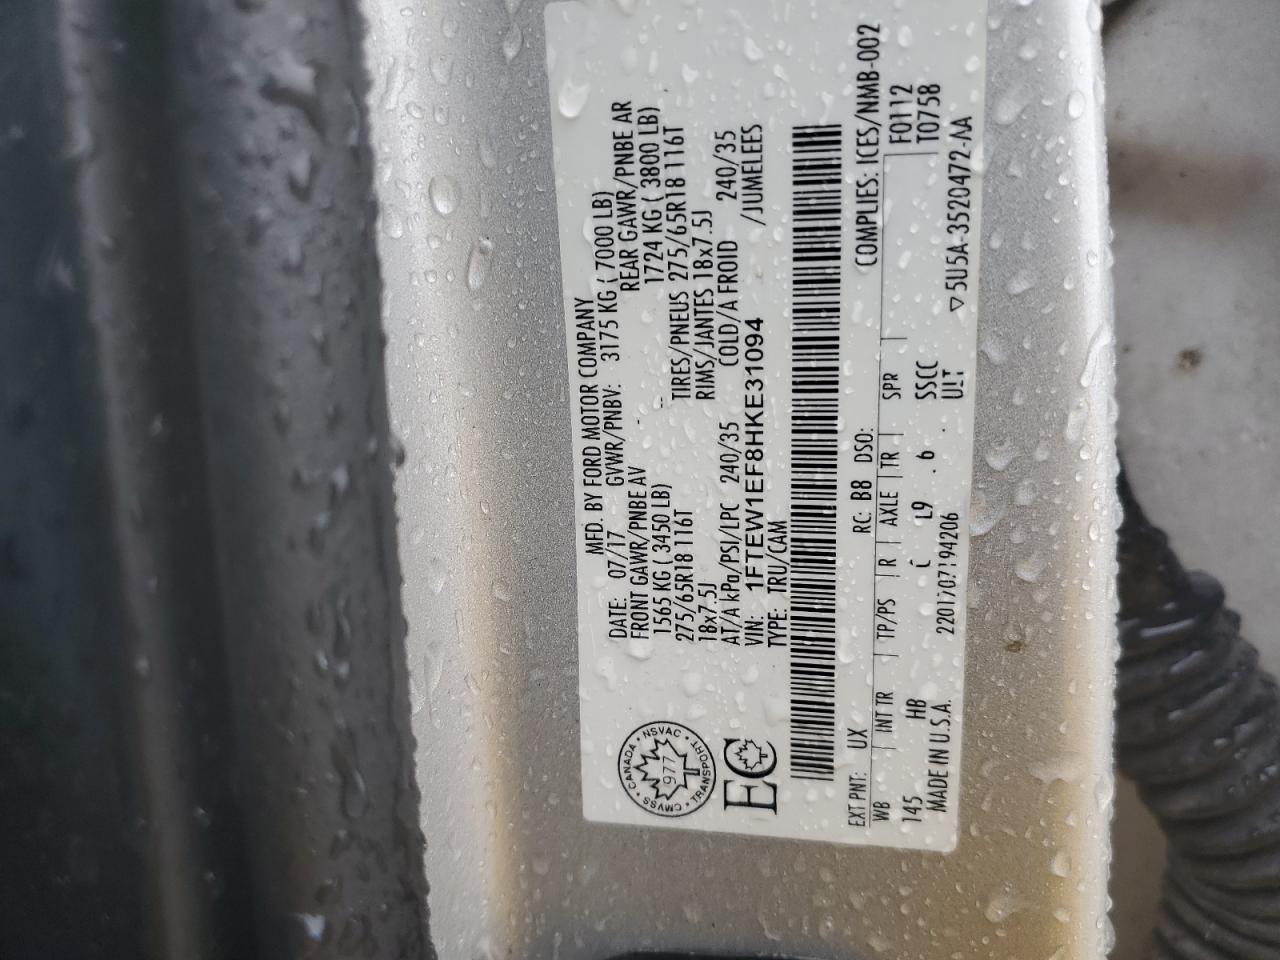 MFD. BY FORD MOTOR COMPANY
DATE: 07/17 GVWR/PNBV: 3175 KG ( 7000 LB)
FRONT GAWR/PNBE AV REAR GAWR/PNBE AR
1565 KG ( 3450 LB) 1724 KG ( 3800 LB)
275/65R18 116T TIRES/PNEUS 275/65R18 116T
18x7.5J RIMS/JANTES 18x7.5J
AT/A kPa/PSI/LPC 240/35 COLD/A FROID 240/35
VIN: 1FTEW1EF8HKE31094 /JUMELEES
TYPE: TRU/CAM
CANADA • NSVAC • TRANSPORT • CMVSS •
977
EC
COMPLIES: ICES/NMB-002
EXT PNT: UX RC: B8 DSO: F0112
WB INT TR TP/PS R AXLE TR SPR T0758
145 HB C L9 .6 SSCC
MADE IN U.S.A. 2201707194206 ULT ▽5U5A-3520472-AA